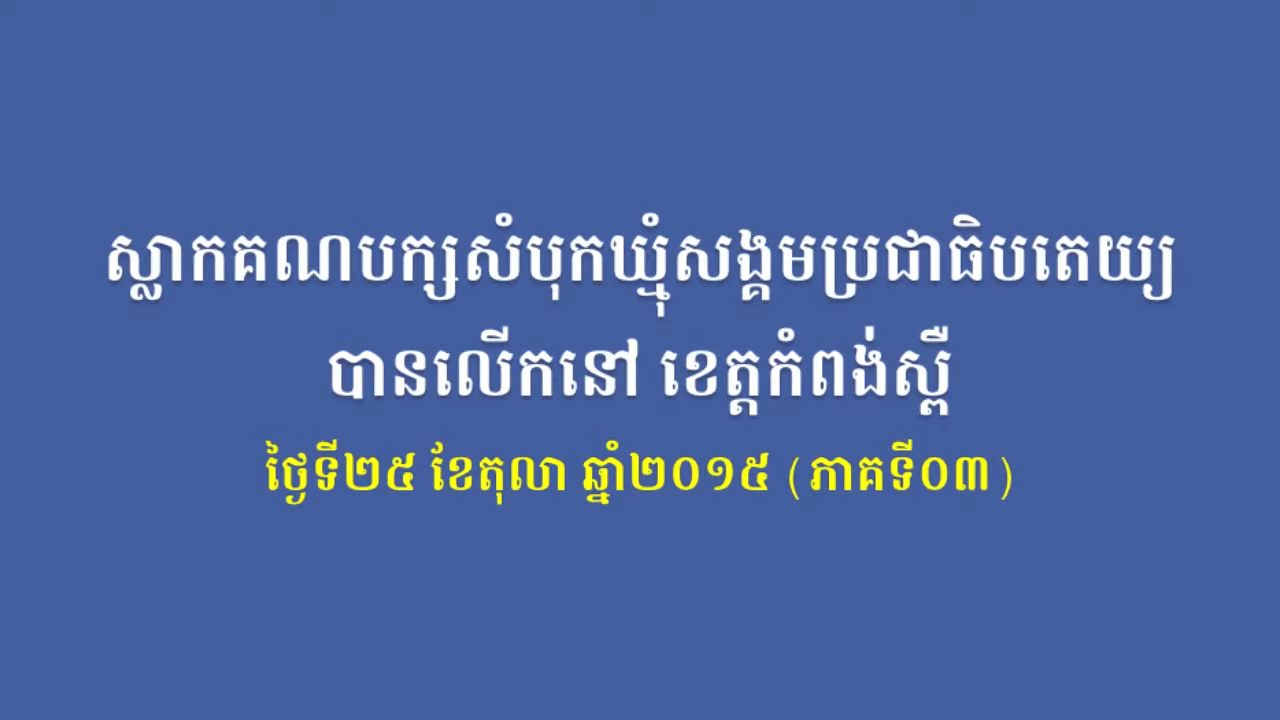 ស្លាកគណបក្សសំបុកឃ្មុំសង្គមប្រជាធិបតេយ្យ
បានលើកនៅ ខេត្តកំពង់ស្ពឺ
ថ្ងៃទី២៥ ខែតុលា ឆ្នាំ២០១៥ (ភាគទី០៣)